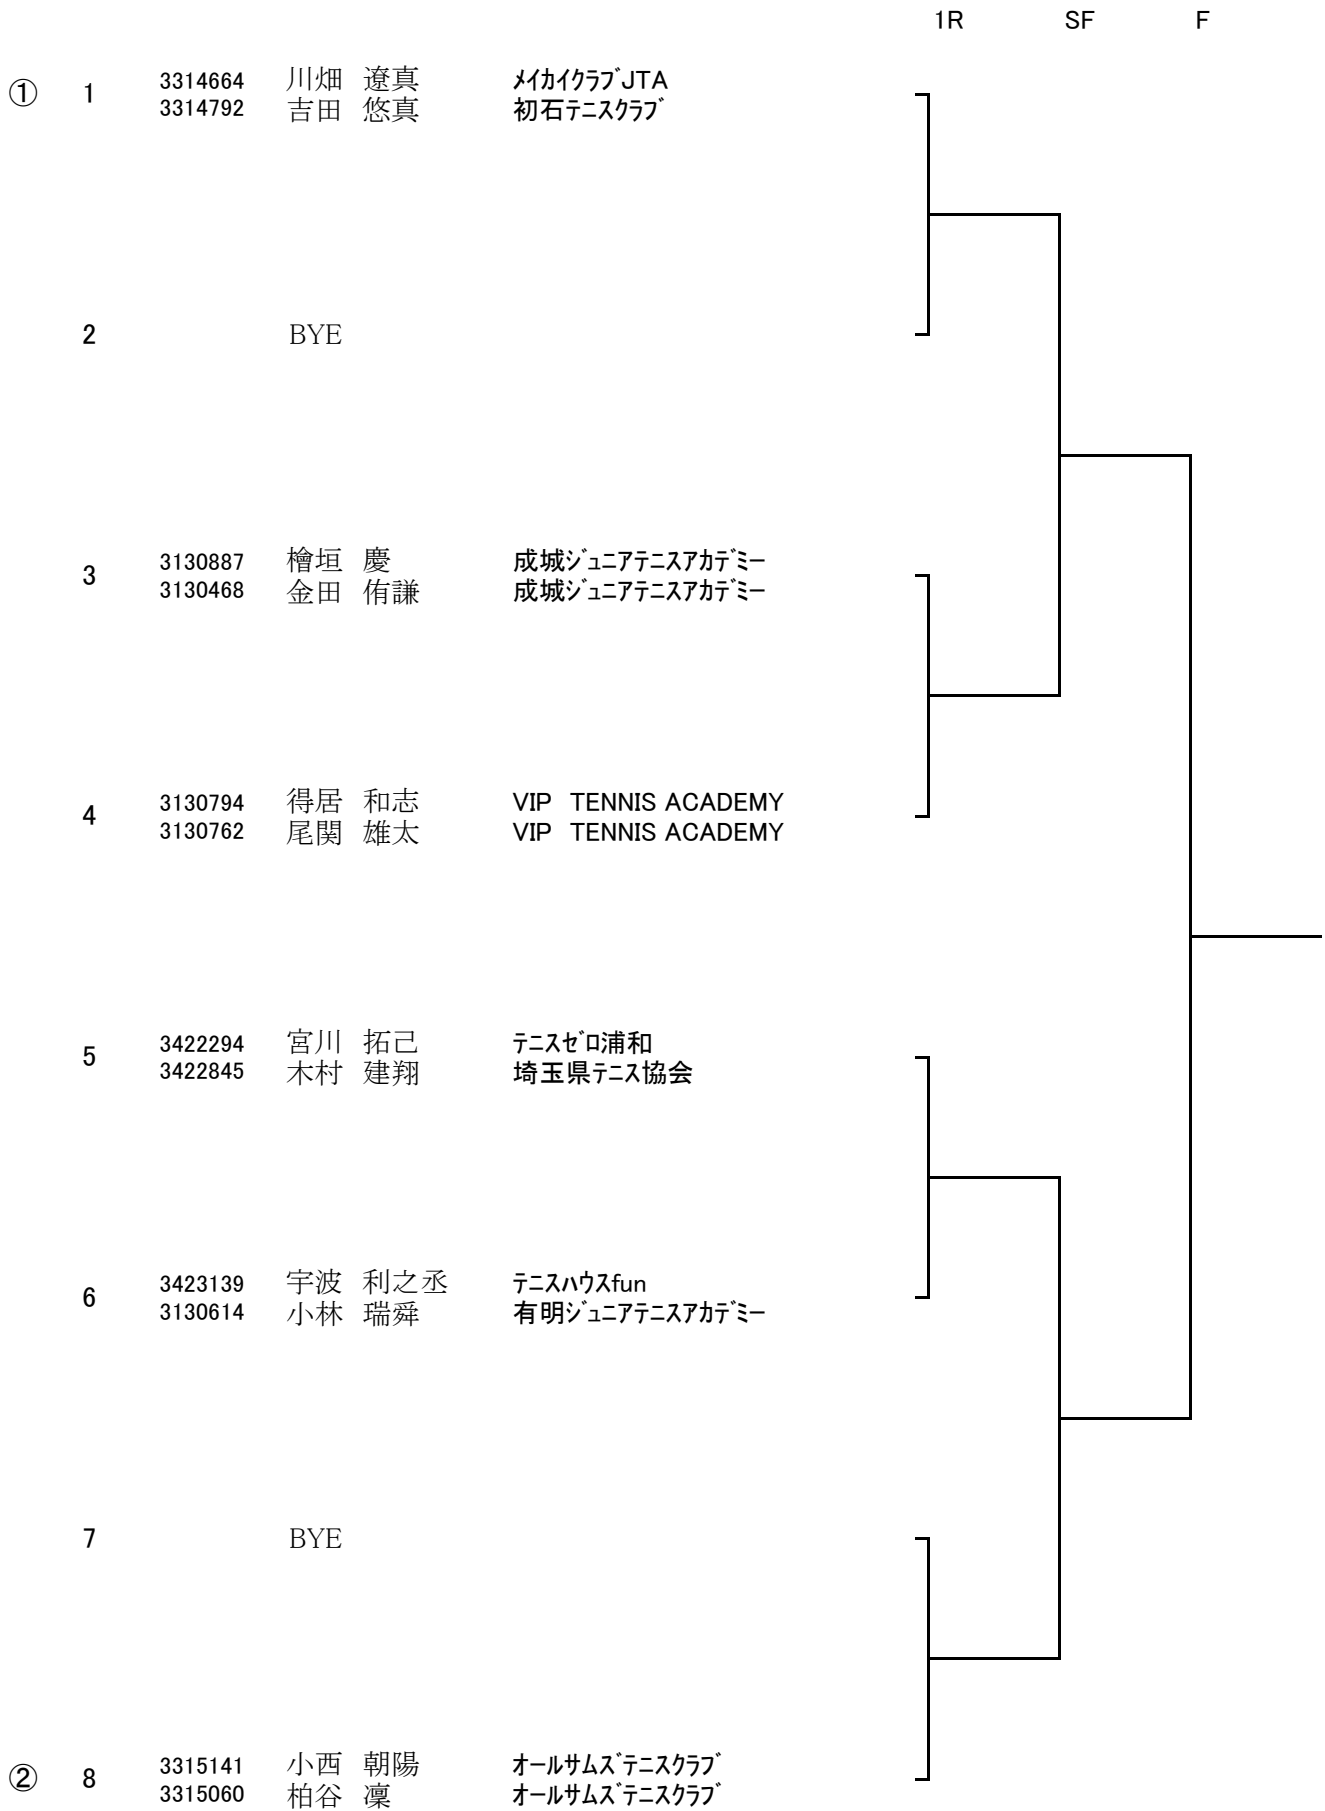 1R SF F
① 1 3314664 川畑 遼真 ﾒｲｶｲｸﾗﾌﾞJTA
3314792 吉田 悠真 初石ﾃﾆｽｸﾗﾌﾞ
2 BYE
3 3130887 檜垣 慶 成城ｼﾞｭﾆｱﾃﾆｽｱｶﾃﾞﾐｰ
3130468 金田 侑謙 成城ｼﾞｭﾆｱﾃﾆｽｱｶﾃﾞﾐｰ
4 3130794 得居 和志 VIP TENNIS ACADEMY
3130762 尾関 雄太 VIP TENNIS ACADEMY
5 3422294 宮川 拓己 ﾃﾆｽｾﾞﾛ浦和
3422845 木村 建翔 埼玉県ﾃﾆｽ協会
6 3423139 宇波 利之丞 ﾃﾆｽﾊｳｽfun
3130614 小林 瑞舜 有明ｼﾞｭﾆｱﾃﾆｽｱｶﾃﾞﾐｰ
7 BYE
② 8 3315141 小西 朝陽 ｵｰﾙｻﾑｽﾞﾃﾆｽｸﾗﾌﾞ
3315060 柏谷 凜 ｵｰﾙｻﾑｽﾞﾃﾆｽｸﾗﾌﾞ